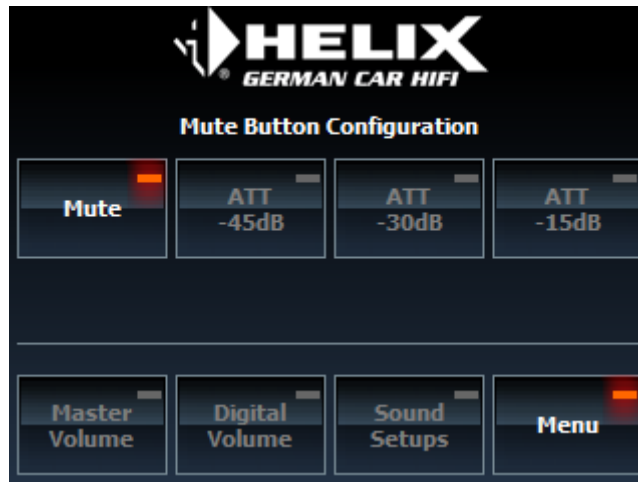 HELIX
GERMAN CAR HIFI
Mute Button Configuration
Mute
ATT
-45dB
ATT
-30dB
ATT
-15dB
Master
Volume
Digital
Volume
Sound
Setups
Menu